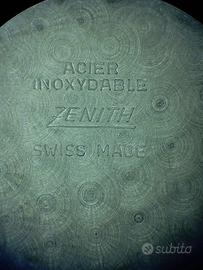 ACIER
INOXYDABLE
ZENITH
SWISS MADE
subito